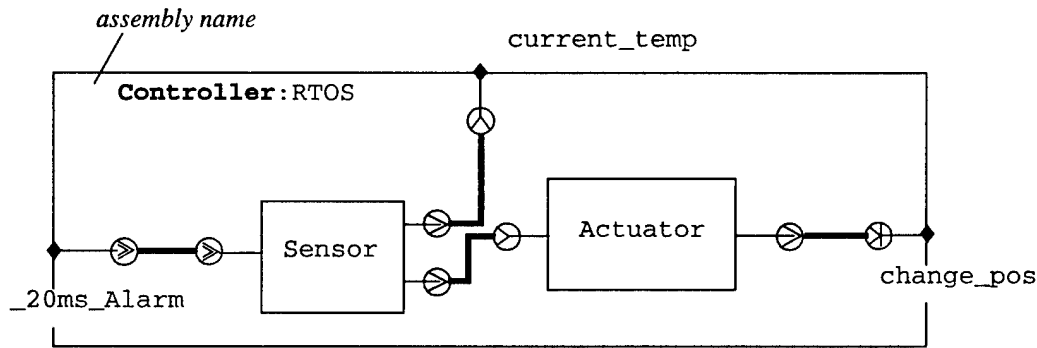 assembly name
current_temp
Controller:RTOS
Sensor
Actuator
_20ms_Alarm
change_pos